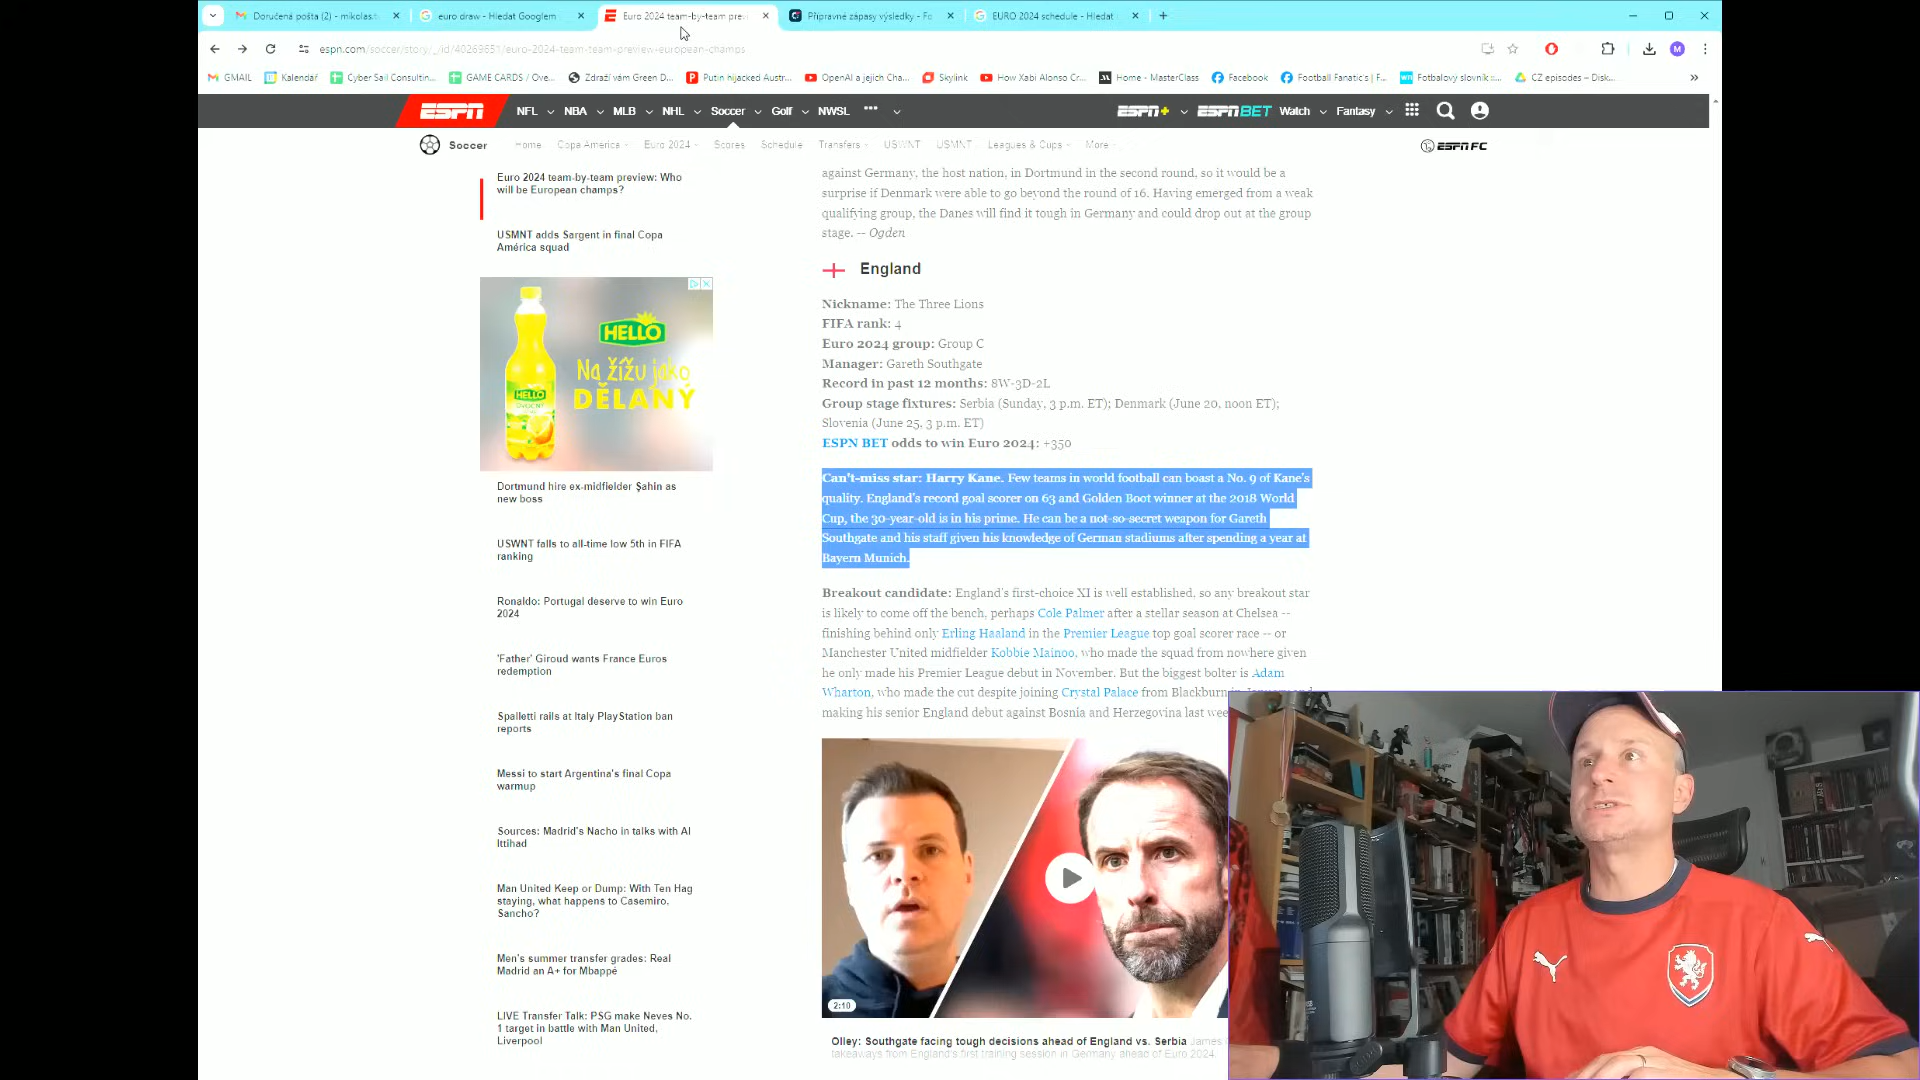 Doručená pošta (2) - mikolas.t
euro draw - Hledat Googlem
Euro 2024 team-by-team previ
Přípravné zápasy výsledky - Fo
EURO 2024 schedule - Hledat
espn.com/soccer/story/_/id/40269651/euro-2024-team-team-preview-european-champs
M
GMAIL
Kalendář
Cyber Sail Consultin...
GAME CARDS / Ove...
Zdraží vám Green D...
Putin hijacked Austr...
OpenAI a jejich Cha...
Skylink
How Xabi Alonso Cr...
Home - MasterClass
Facebook
Football Fanatic's | F...
Fotbalový slovník ::...
CZ episodes – Disk...
ESPN NFL NBA MLB NHL Soccer Golf NWSL ••• ESPN+ ESPN BET Watch Fantasy
Soccer Home Copa America Euro 2024 Scores Schedule Transfers USWNT USMNT Leagues & Cups More ESPN FC
Euro 2024 team-by-team preview: Who
will be European champs?
USMNT adds Sargent in final Copa
América squad
HELLO
Na žížu jako
DĚLANÝ
HELLO
Dortmund hire ex-midfielder Şahin as
new boss
USWNT falls to all-time low 5th in FIFA
ranking
Ronaldo: Portugal deserve to win Euro
2024
'Father' Giroud wants France Euros
redemption
Spalletti rails at Italy PlayStation ban
reports
Messi to start Argentina's final Copa
warmup
Sources: Madrid's Nacho in talks with Al
Ittihad
Man United Keep or Dump: With Ten Hag
staying, what happens to Casemiro,
Sancho?
Men's summer transfer grades: Real
Madrid an A+ for Mbappé
LIVE Transfer Talk: PSG make Neves No.
1 target in battle with Man United,
Liverpool
against Germany, the host nation, in Dortmund in the second round, so it would be a
surprise if Denmark were able to go beyond the round of 16. Having emerged from a weak
qualifying group, the Danes will find it tough in Germany and could drop out at the group
stage. -- Ogden
England
Nickname: The Three Lions
FIFA rank: 4
Euro 2024 group: Group C
Manager: Gareth Southgate
Record in past 12 months: 8W-3D-2L
Group stage fixtures: Serbia (Sunday, 3 p.m. ET); Denmark (June 20, noon ET);
Slovenia (June 25, 3 p.m. ET)
ESPN BET odds to win Euro 2024: +350
Can't-miss star: Harry Kane. Few teams in world football can boast a No. 9 of Kane's
quality. England's record goal scorer on 63 and Golden Boot winner at the 2018 World
Cup, the 30-year-old is in his prime. He can be a not-so-secret weapon for Gareth
Southgate and his staff given his knowledge of German stadiums after spending a year at
Bayern Munich.
Breakout candidate: England's first-choice XI is well established, so any breakout star
is likely to come off the bench, perhaps Cole Palmer after a stellar season at Chelsea --
finishing behind only Erling Haaland in the Premier League top goal scorer race -- or
Manchester United midfielder Kobbie Mainoo, who made the squad from nowhere given
he only made his Premier League debut in November. But the biggest bolter is Adam
Wharton, who made the cut despite joining Crystal Palace from Blackburn in January and
making his senior England debut against Bosnia and Herzegovina last wee
2:10
Olley: Southgate facing tough decisions ahead of England vs. Serbia James
takeaways from England's first training session in Germany ahead of Euro 2024.